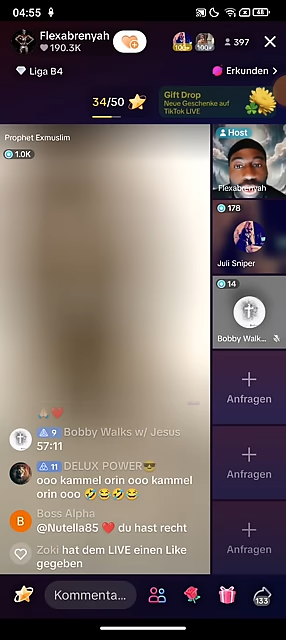 04:55
48
Flexabrenyah
190.3K
100+
100+
397
Liga B4
Erkunden
34/50
Gift Drop
Neue Geschenke auf
TikTok LIVE
Prophet Exmuslim
1.0K
Host
Flexabrenyah
178
Juli Sniper
14
Bobby Walk...
Anfragen
Anfragen
Anfragen
9 Bobby Walks w/ Jesus
57:11
11 DELUX POWER😎
ooo kammel orin ooo kammel
orin ooo 🤣😂🤣😂
B
Boss Alpha
@Nutella85 ❤️ du hast recht
Zoki hat dem LIVE einen Like
gegeben
Kommenta...
133